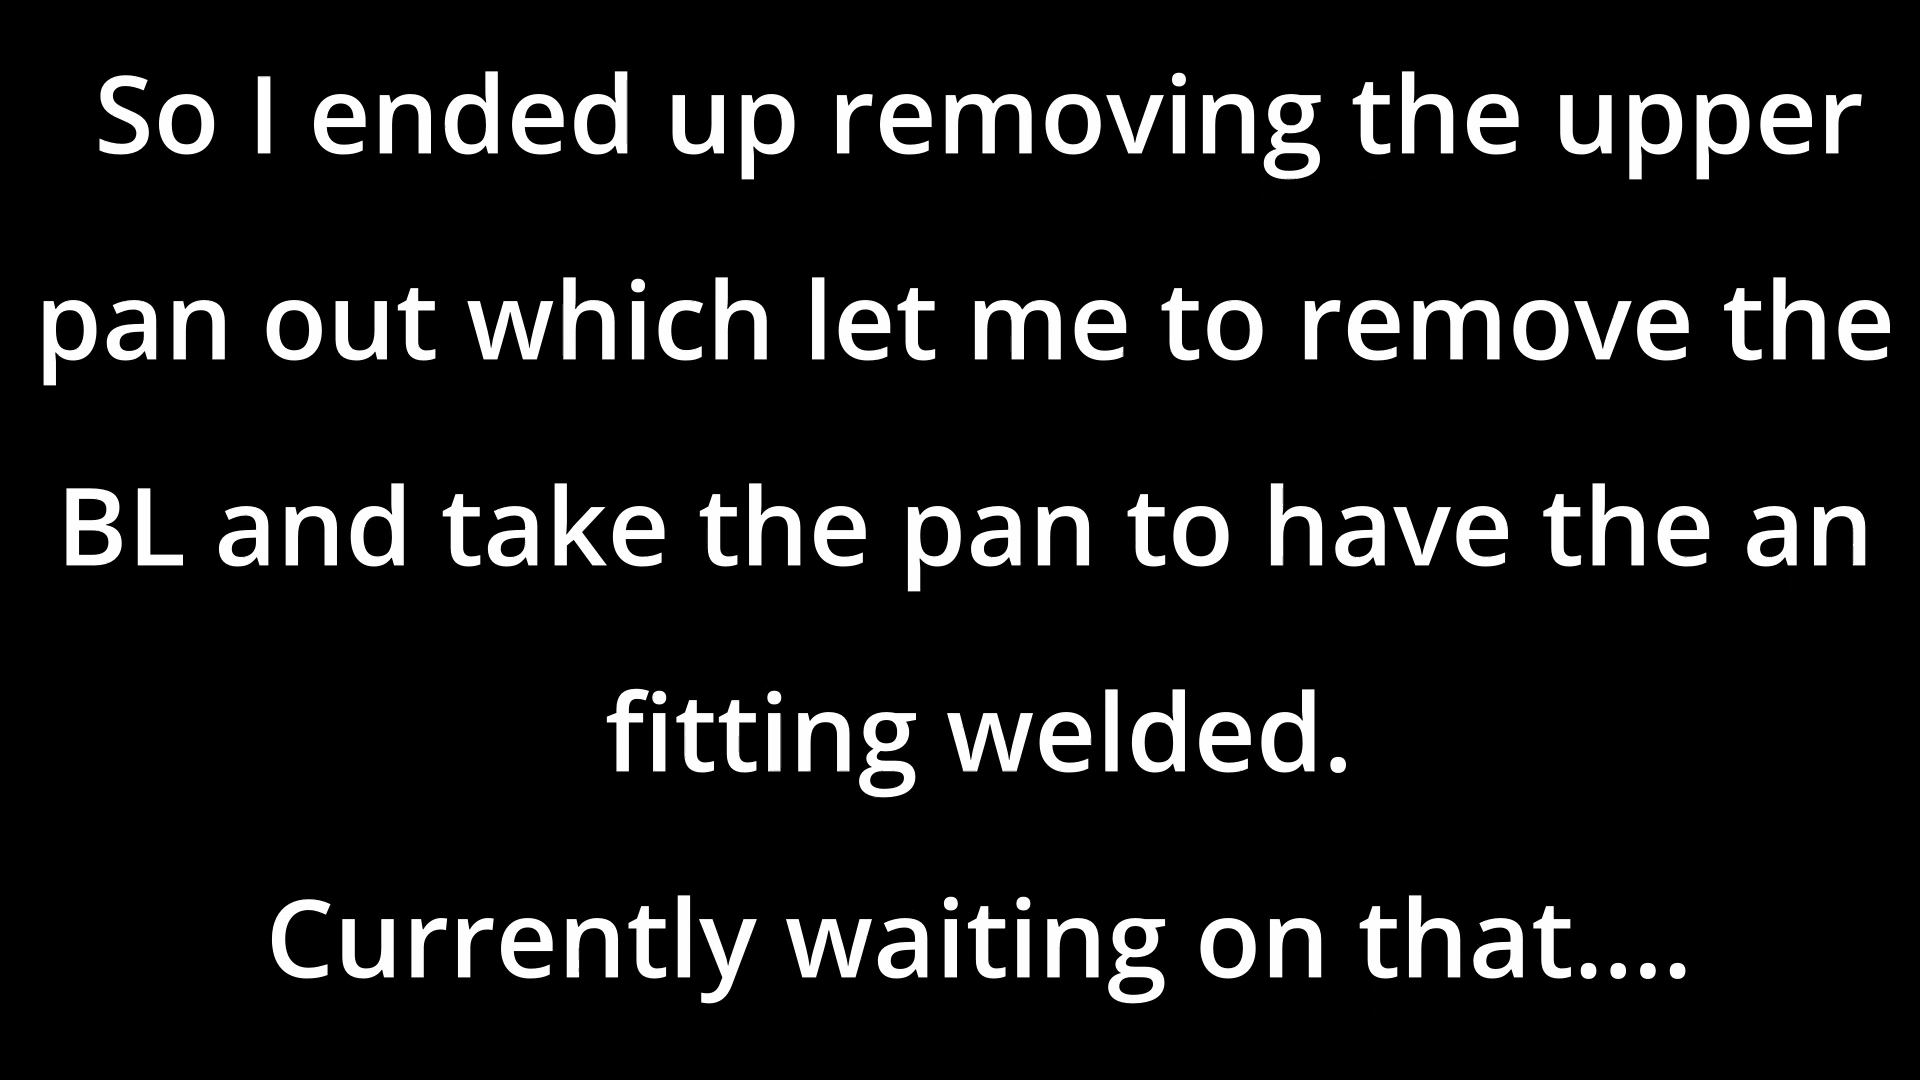 So I ended up removing the upper
pan out which let me to remove the
BL and take the pan to have the an
fitting welded.
Currently waiting on that....